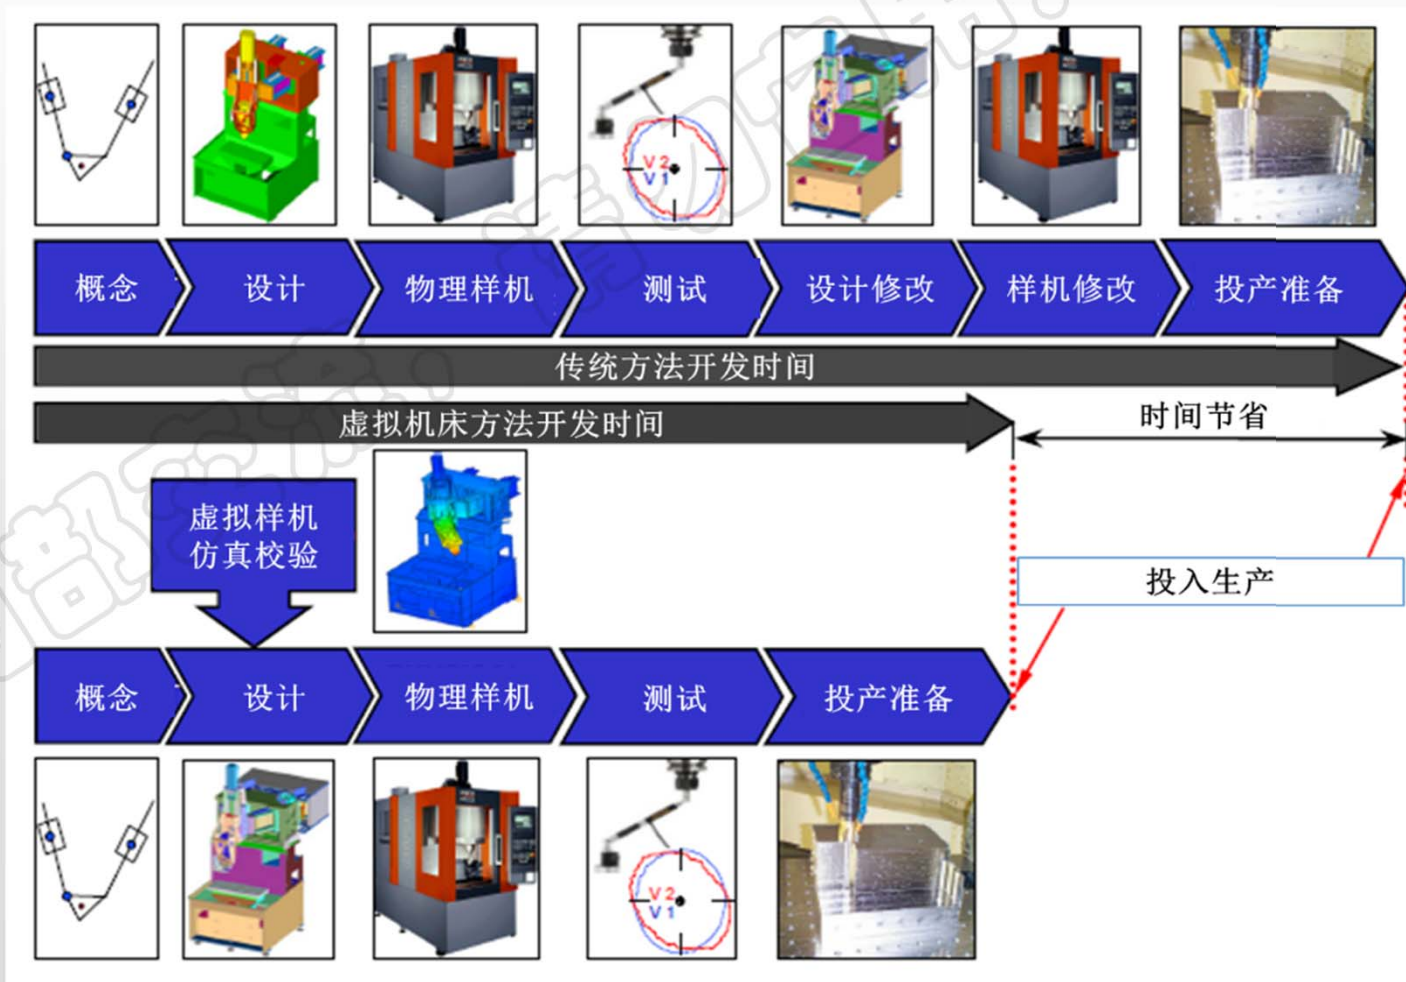 V2
V1
概念
设计
物理样机
测试
设计修改
样机修改
投产准备
传统方法开发时间
虚拟机床方法开发时间
时间节省
虚拟样机
仿真校验
投入生产
概念
设计
物理样机
测试
投产准备
V2
V1